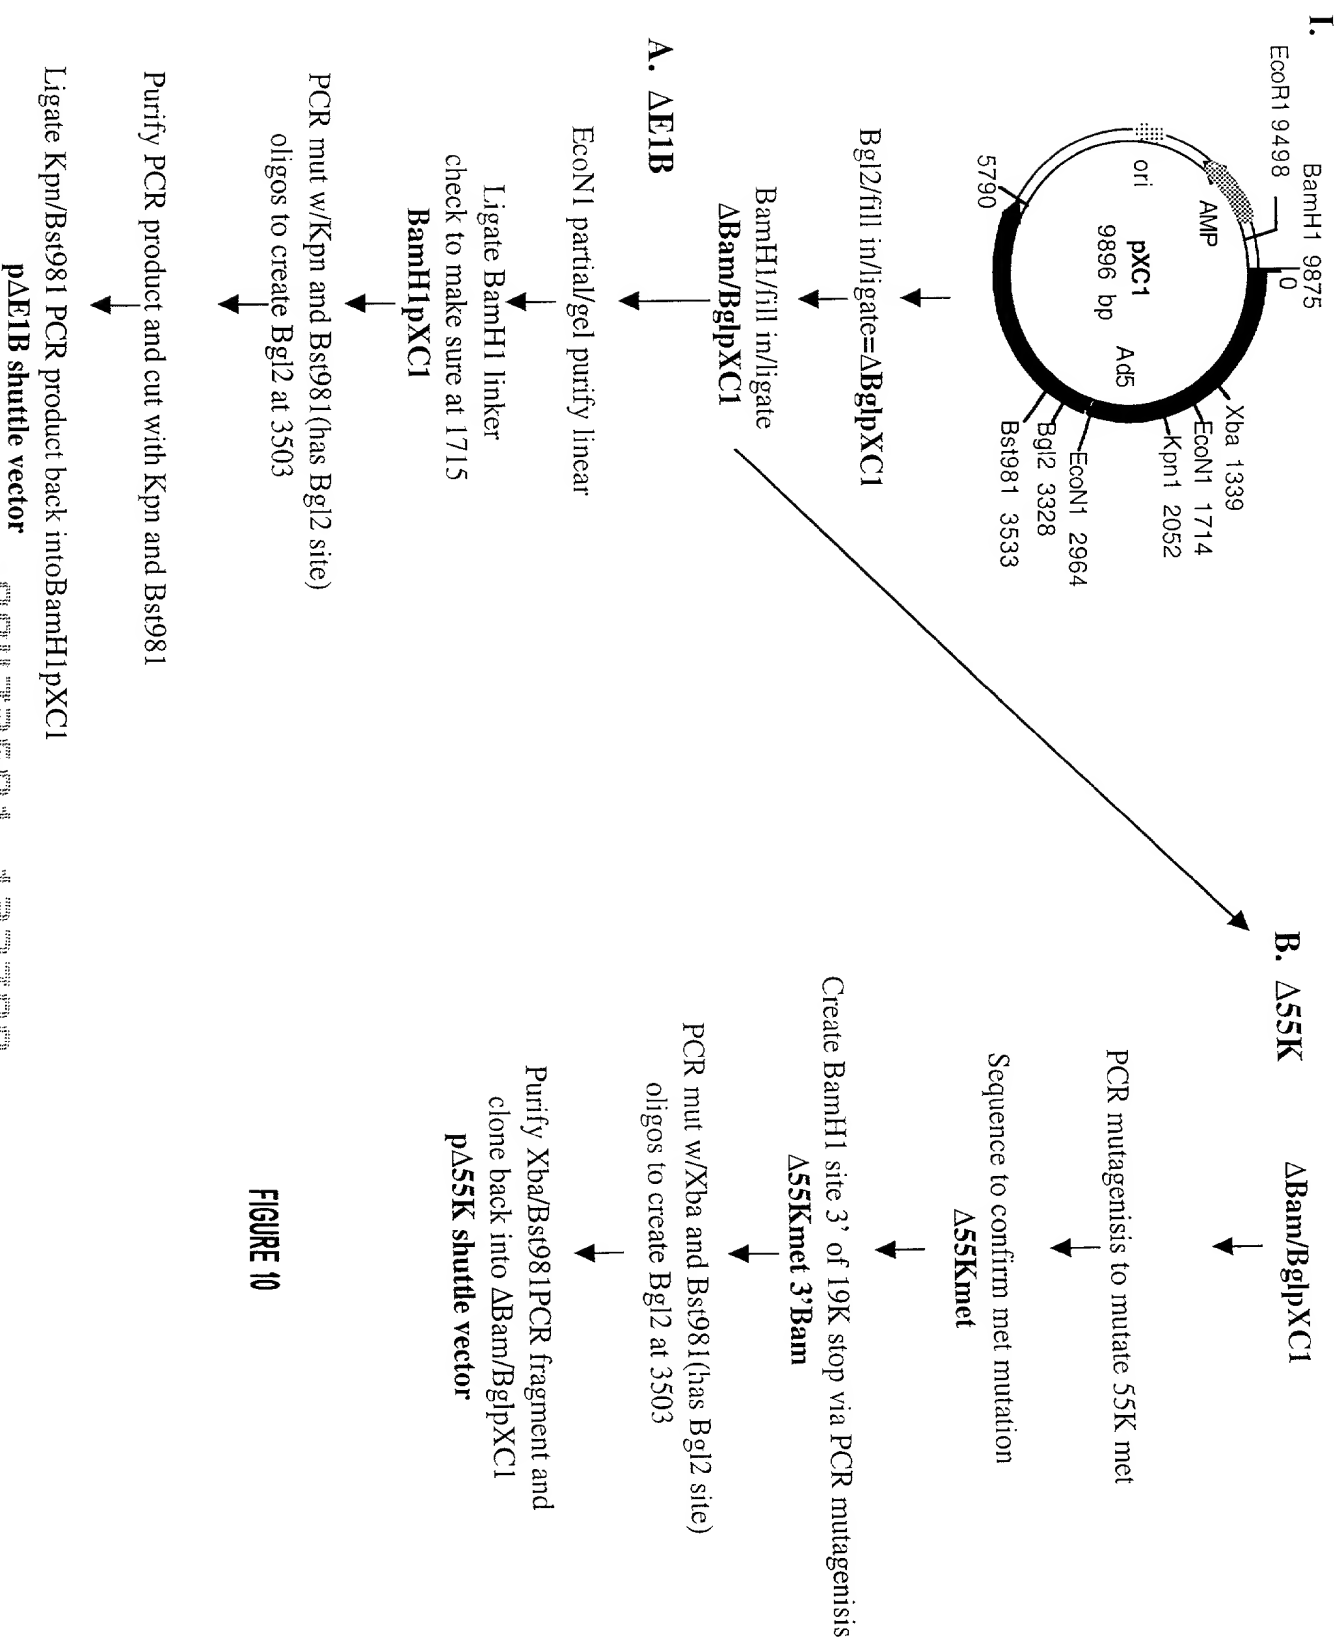 I.
BamH1 9875
0
EcoR1 9498
AMP
ori
pXC1
9896 bp
Ad5
5790
Xba 1339
EcoN1 1714
Kpn1 2052
EcoN1 2964
Bgl2 3328
Bst981 3533
Bgl2/fill in/ligate=ΔBglpXC1
BamH1/fill in/ligate
ΔBam/BglpXC1
A. ΔE1B
EcoN1 partial/gel purify linear
Ligate BamH1 linker
check to make sure at 1715
BamH1pXC1
PCR mut w/Kpn and Bst981(has Bgl2 site)
oligos to create Bgl2 at 3503
Purify PCR product and cut with Kpn and Bst981
Ligate Kpn/Bst981 PCR product back intoBamH1pXC1
pΔE1B shuttle vector
B. Δ55K
ΔBam/BglpXC1
PCR mutagenisis to mutate 55K met
Sequence to confirm met mutation
Δ55Kmet
Create BamH1 site 3’ of 19K stop via PCR mutagenisis
Δ55Kmet 3’Bam
PCR mut w/Xba and Bst981(has Bgl2 site)
oligos to create Bgl2 at 3503
Purify Xba/Bst981PCR fragment and
clone back into ΔBam/BglpXC1
pΔ55K shuttle vector
FIGURE 10